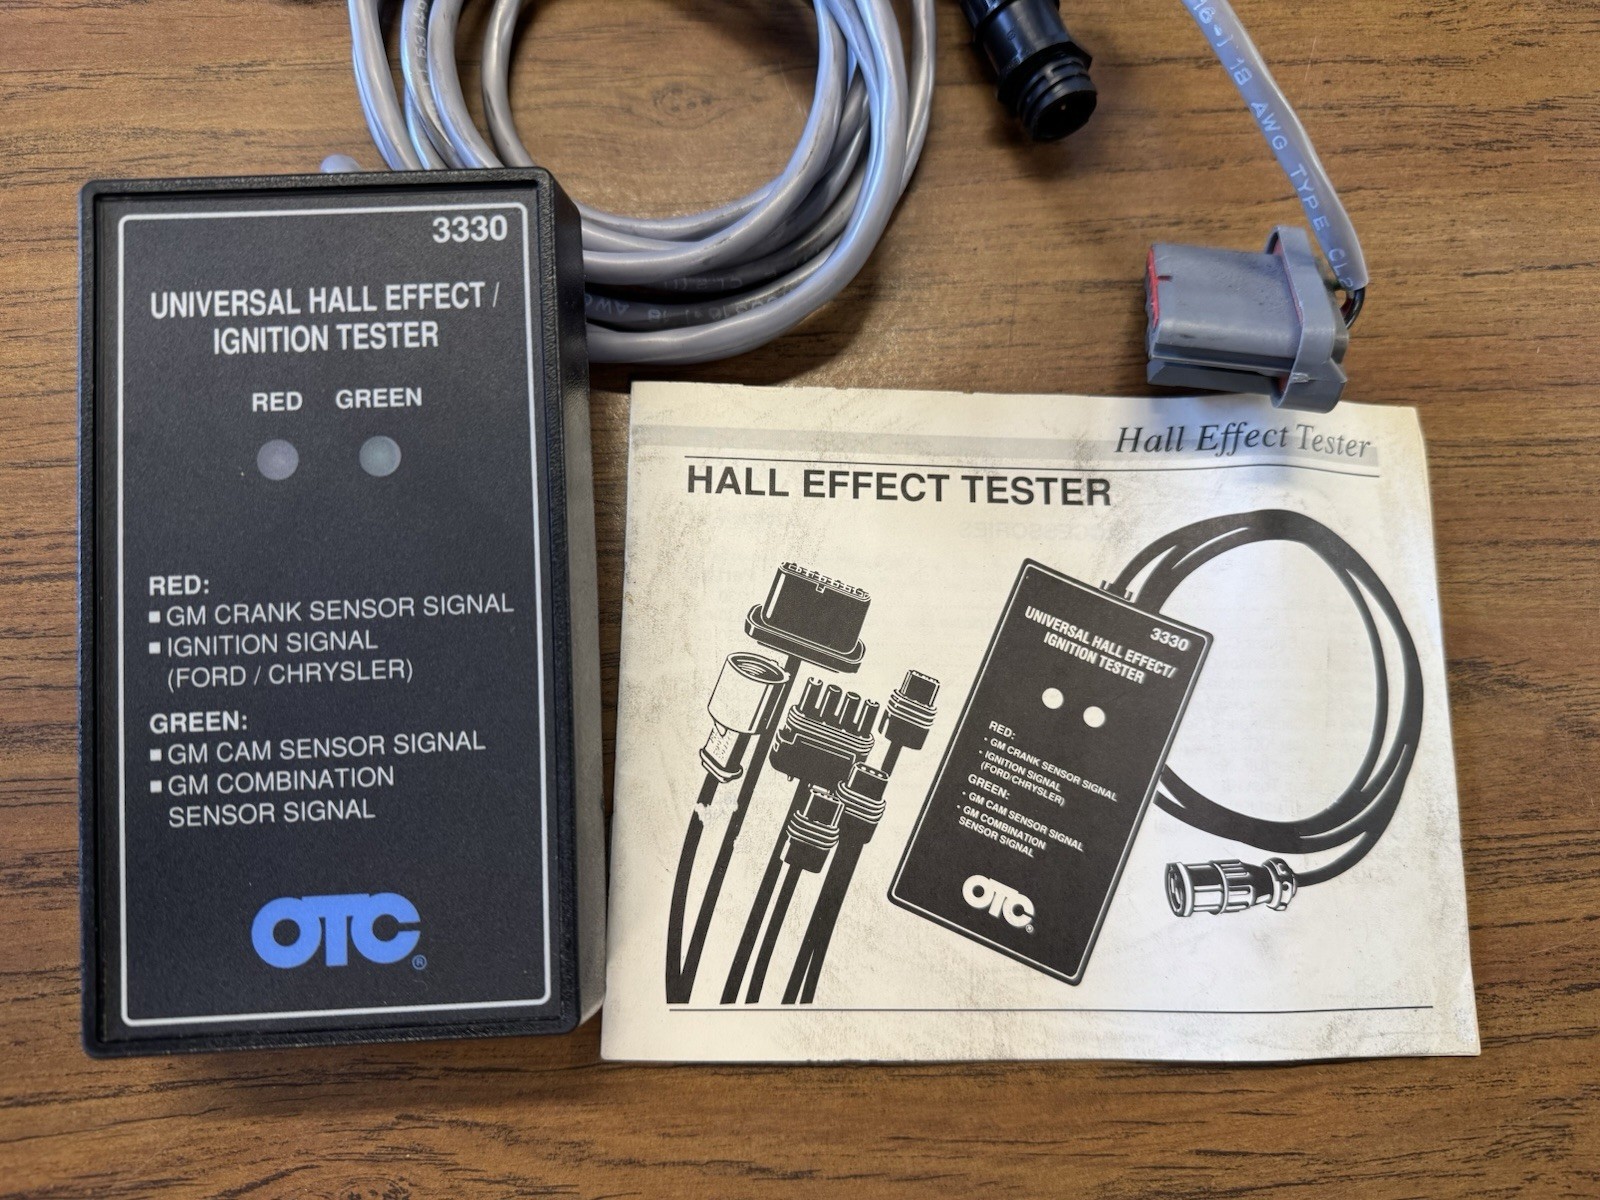 3330
UNIVERSAL HALL EFFECT /
IGNITION TESTER
RED GREEN
RED:
▪ GM CRANK SENSOR SIGNAL
▪ IGNITION SIGNAL
(FORD / CHRYSLER)
GREEN:
▪ GM CAM SENSOR SIGNAL
▪ GM COMBINATION
SENSOR SIGNAL
OTC®
18 AWG TYPE CL2
AWG
Hall Effect Tester
HALL EFFECT TESTER
3330
UNIVERSAL HALL EFFECT/
IGNITION TESTER
RED:
• GM CRANK SENSOR SIGNAL
• IGNITION SIGNAL
(FORD/CHRYSLER)
GREEN:
• GM CAM SENSOR SIGNAL
• GM COMBINATION
SENSOR SIGNAL
OTC®